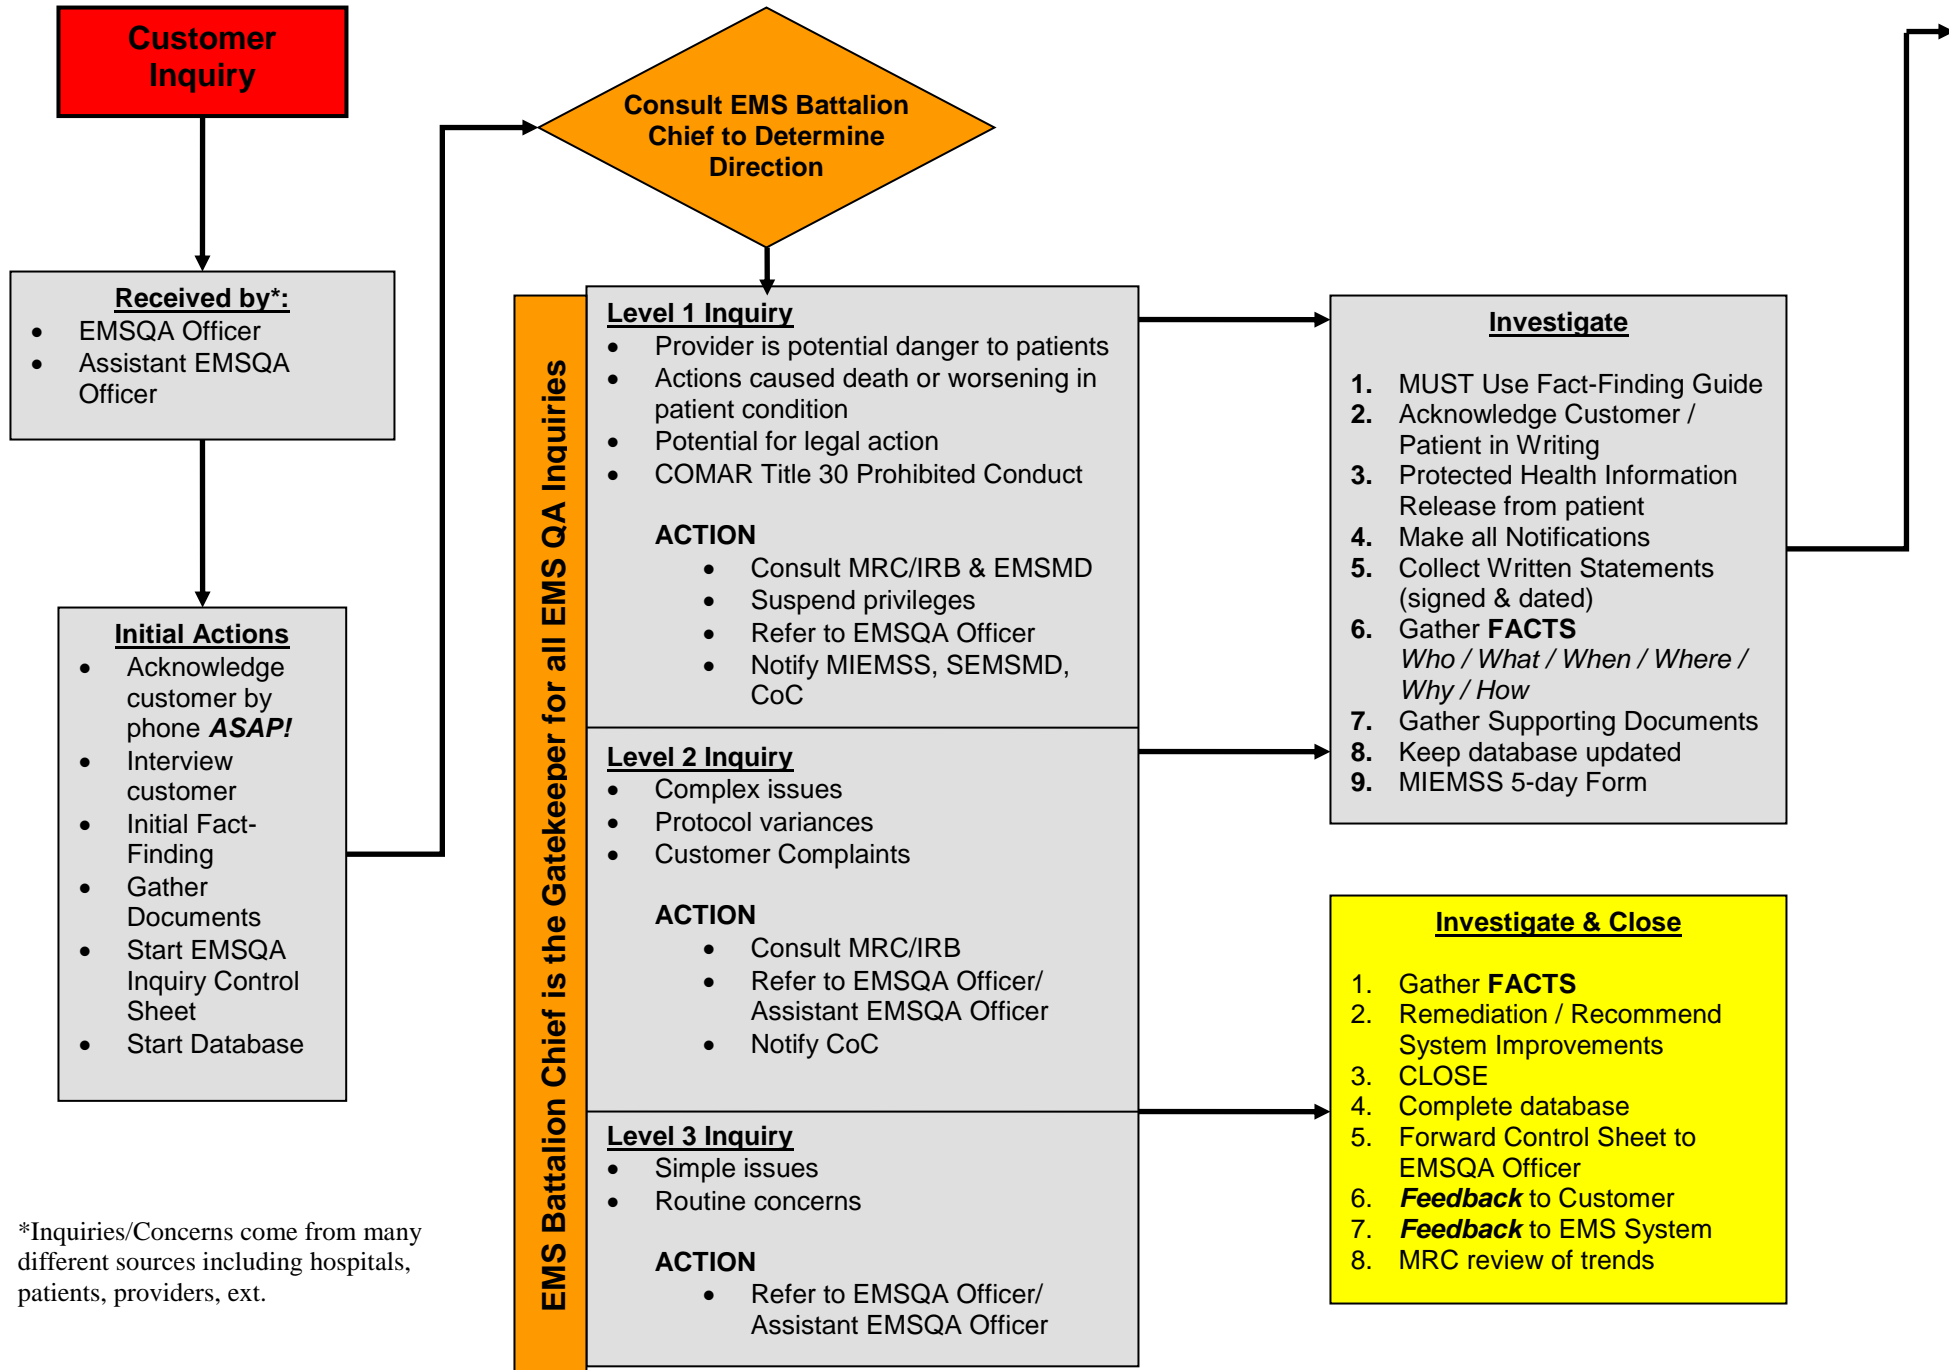 Customer
Inquiry
Received by*:
• EMSQA Officer
• Assistant EMSQA
Officer
Initial Actions
• Acknowledge
customer by
phone ASAP!
• Interview
customer
• Initial Fact-
Finding
• Gather
Documents
• Start EMSQA
Inquiry Control
Sheet
• Start Database
*Inquiries/Concerns come from many
different sources including hospitals,
patients, providers, ext.
Consult EMS Battalion
Chief to Determine
Direction
EMS Battalion Chief is the Gatekeeper for all EMS QA Inquiries
Level 1 Inquiry
• Provider is potential danger to patients
• Actions caused death or worsening in
patient condition
• Potential for legal action
• COMAR Title 30 Prohibited Conduct
ACTION
• Consult MRC/IRB & EMSMD
• Suspend privileges
• Refer to EMSQA Officer
• Notify MIEMSS, SEMSMD,
CoC
Level 2 Inquiry
• Complex issues
• Protocol variances
• Customer Complaints
ACTION
• Consult MRC/IRB
• Refer to EMSQA Officer/
Assistant EMSQA Officer
• Notify CoC
Level 3 Inquiry
• Simple issues
• Routine concerns
ACTION
• Refer to EMSQA Officer/
Assistant EMSQA Officer
Investigate
1. MUST Use Fact-Finding Guide
2. Acknowledge Customer /
Patient in Writing
3. Protected Health Information
Release from patient
4. Make all Notifications
5. Collect Written Statements
(signed & dated)
6. Gather FACTS
Who / What / When / Where /
Why / How
7. Gather Supporting Documents
8. Keep database updated
9. MIEMSS 5-day Form
Investigate & Close
1. Gather FACTS
2. Remediation / Recommend
System Improvements
3. CLOSE
4. Complete database
5. Forward Control Sheet to
EMSQA Officer
6. Feedback to Customer
7. Feedback to EMS System
8. MRC review of trends